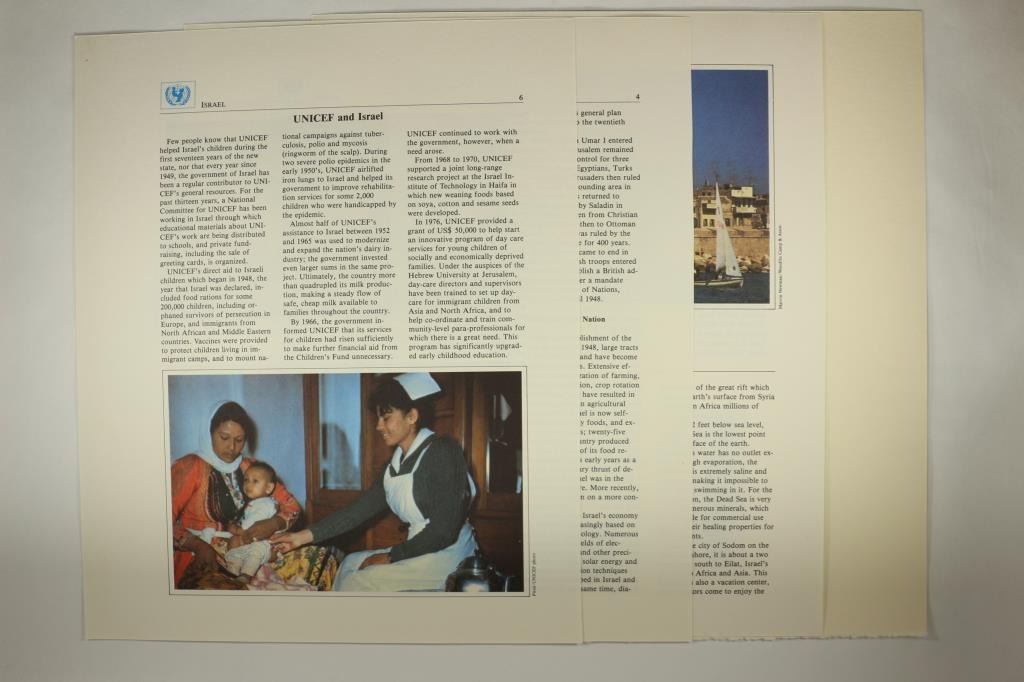 ISRAEL
6
UNICEF and Israel
Few people know that UNICEF
helped Israel's children during the
first seventeen years of the new
state, nor that every year since
1949, the government of Israel has
been a regular contributor to UNI-
CEF's general resources. For the
past thirteen years, a National
Committee for UNICEF has been
working in Israel through which
educational materials about UNI-
CEF's work are being distributed
to schools, and private fund-
raising, including the sale of
greeting cards, is organized.
UNICEF's direct aid to Israeli
children which began in 1948, the
year that Israel was declared, in-
cluded food rations for some
200,000 children, including or-
phaned survivors of persecution in
Europe, and immigrants from
North African and Middle Eastern
countries. Vaccines were provided
to protect children living in im-
migrant camps, and to mount na-
tional campaigns against tuber-
culosis, polio and mycosis
(ringworm of the scalp). During
two severe polio epidemics in the
early 1950's, UNICEF airlifted
iron lungs to Israel and helped its
government to improve rehabilita-
tion services for some 2,000
children who were handicapped by
the epidemic.
Almost half of UNICEF's
assistance to Israel between 1952
and 1965 was used to modernize
and expand the nation's dairy in-
dustry; the government invested
even larger sums in the same pro-
ject. Ultimately, the country more
than quadrupled its milk produc-
tion, making a steady flow of
safe, cheap milk available to
families throughout the country.
By 1966, the government in-
formed UNICEF that its services
for children had risen sufficiently
to make further financial aid from
the Children's Fund unnecessary.
UNICEF continued to work with
the government, however, when a
need arose.
From 1968 to 1970, UNICEF
supported a joint long-range
research project at the Israel In-
stitute of Technology in Haifa in
which new weaning foods based
on soya, cotton and sesame seeds
were developed.
In 1976, UNICEF provided a
grant of US$ 50,000 to help start
an innovative program of day care
services for young children of
socially and economically deprived
families. Under the auspices of the
Hebrew University at Jerusalem,
day-care directors and supervisors
have been trained to set up day-
care for immigrant children from
Asia and North Africa, and to
help co-ordinate and train com-
munity-level para-professionals for
which there is a great need. This
program has significantly upgrad-
ed early childhood education.
4
general plan
the twentieth
Umar I entered
usalem remained
ontrol for three
Egyptians, Turks
rusaders then ruled
ounding area in
returned to
by Saladin in
en from Christian
then to Ottoman
was ruled by the
e for 400 years.
came to end in
sh troops entered
blish a British ad-
er a mandate
of Nations,
1948.
Nation
lishment of the
1948, large tracts
and have become
s. Extensive ef-
ration of farming,
ion, crop rotation
have resulted in
n agricultural
ael is now self-
y foods, and ex-
s; twenty-five
untry produced
of its food re-
early years as a
ry thrust of de-
ael was in the
re. More recently,
n on a more con-
Israel's economy
asingly based on
ology. Numerous
elds of elec-
and other preci-
solar energy and
ion techniques
ped in Israel and
same time, dia-
of the great rift which
arth's surface from Syria
n Africa millions of
2 feet below sea level,
Sea is the lowest point
face of the earth.
water has no outlet ex-
gh evaporation, the
is extremely saline and
making it impossible to
swimming in it. For the
n, the Dead Sea is very
nerous minerals, which
le for commercial use
eir healing properties for
nts.
e city of Sodom on the
shore, it is about a two
south to Eilat, Israel's
Africa and Asia. This
also a vacation center,
ors come to enjoy the